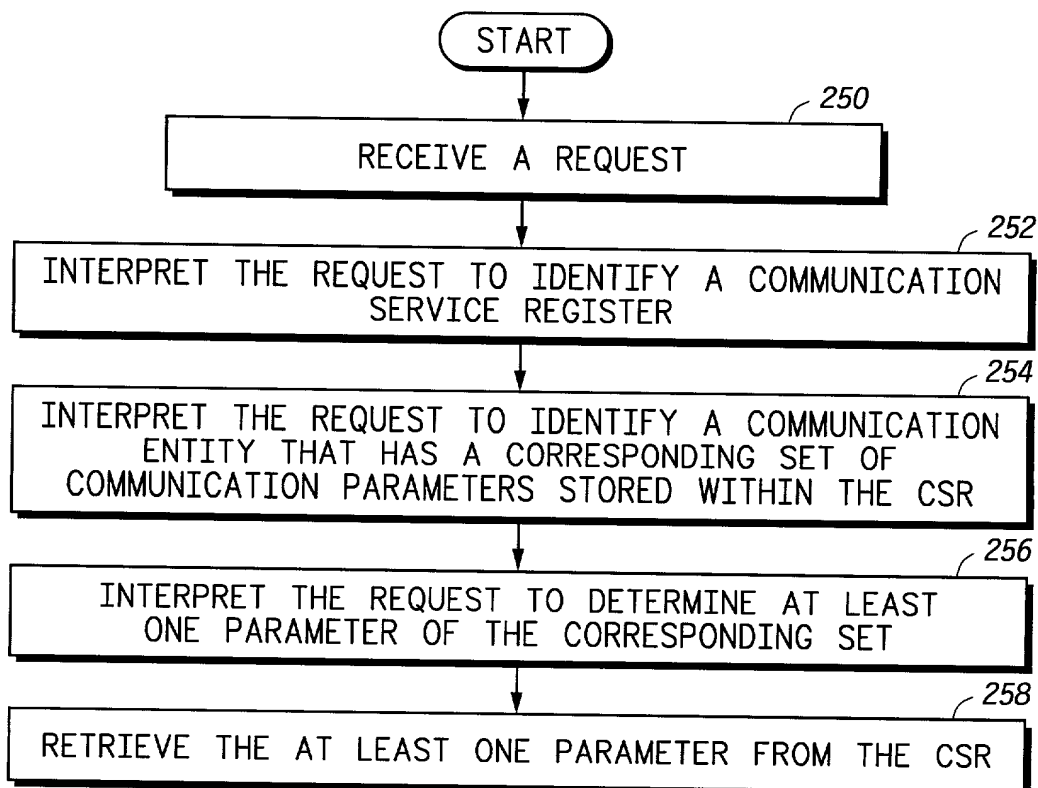 START
250
RECEIVE A REQUEST
252
INTERPRET THE REQUEST TO IDENTIFY A COMMUNICATION
SERVICE REGISTER
254
INTERPRET THE REQUEST TO IDENTIFY A COMMUNICATION
ENTITY THAT HAS A CORRESPONDING SET OF
COMMUNICATION PARAMETERS STORED WITHIN THE CSR
256
INTERPRET THE REQUEST TO DETERMINE AT LEAST
ONE PARAMETER OF THE CORRESPONDING SET
258
RETRIEVE THE AT LEAST ONE PARAMETER FROM THE CSR